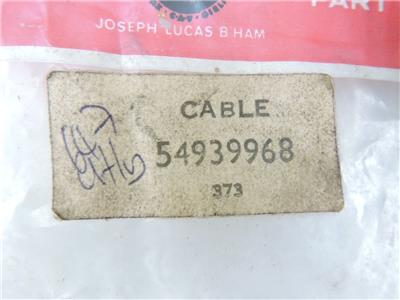 PART
JOSEPH LUCAS B'HAM
CABLE
54939968
373